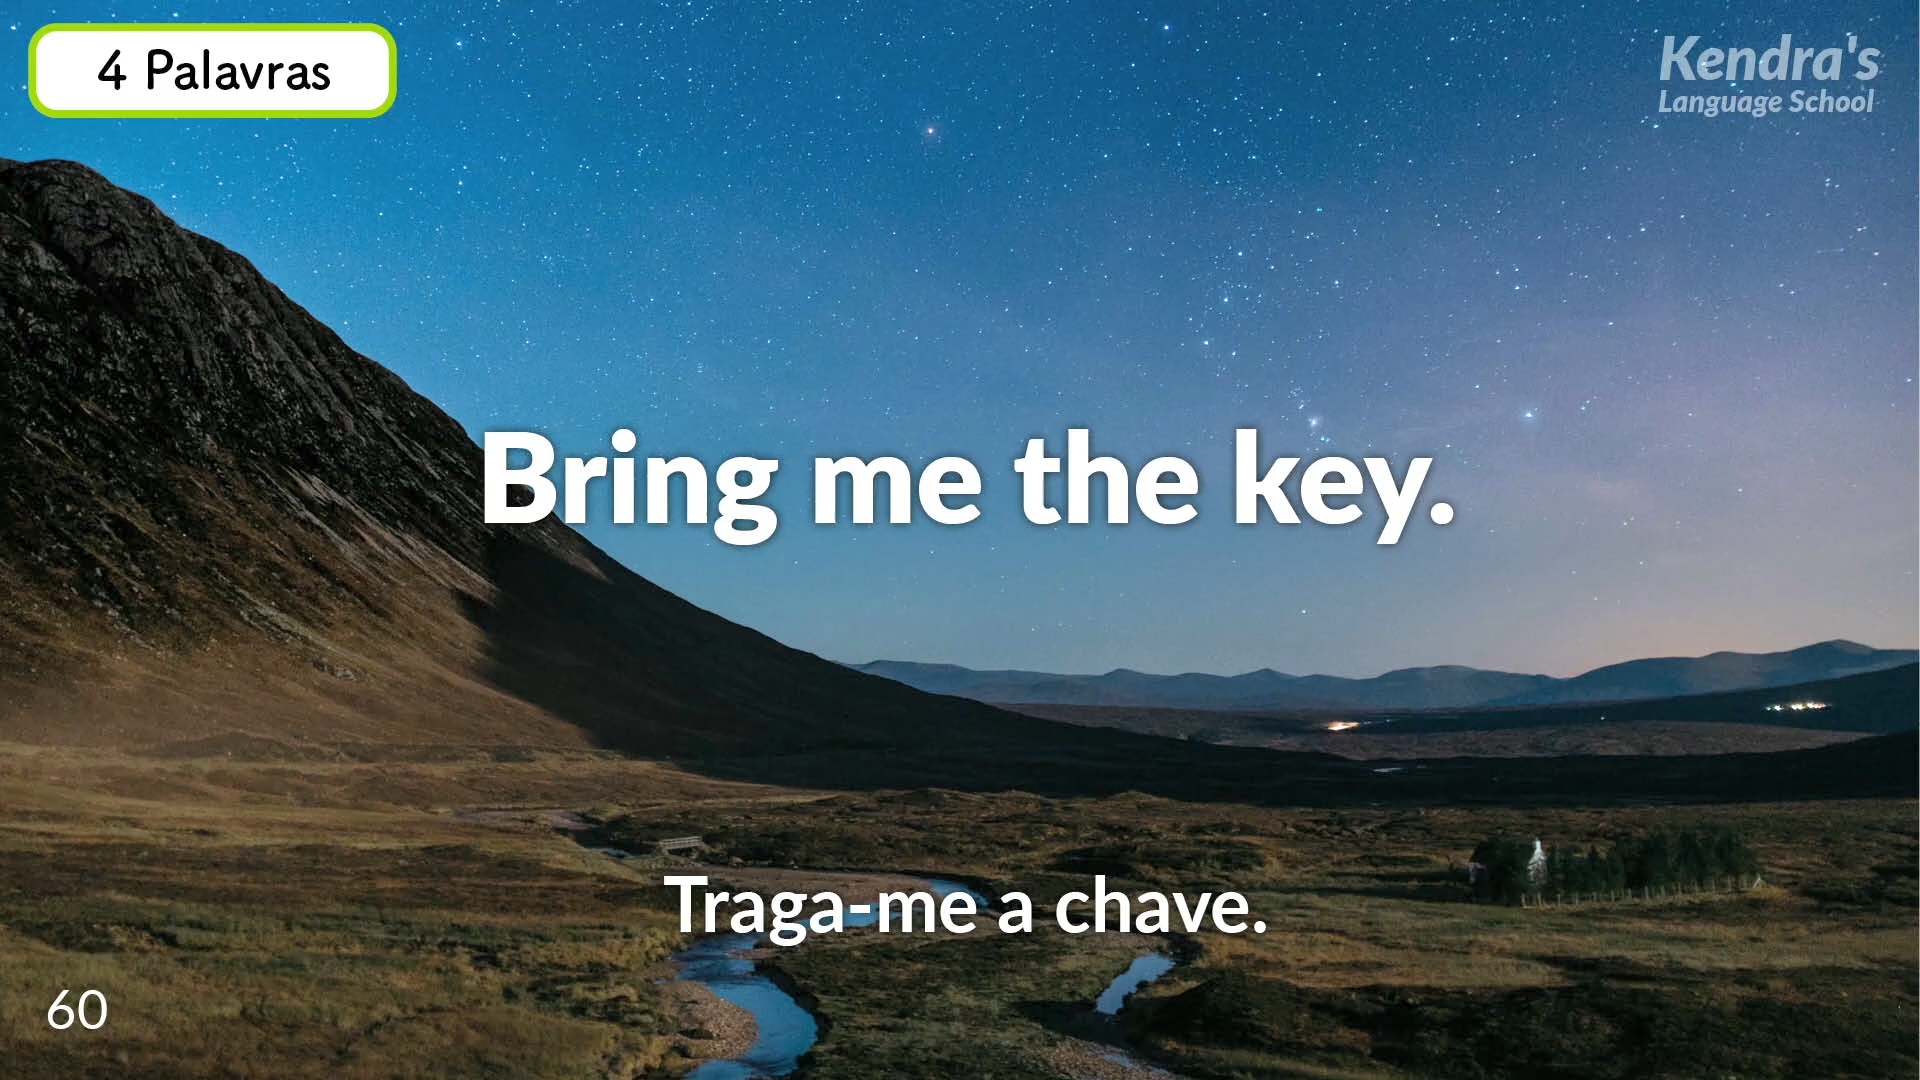 4 Palavras
Kendra's
Language School
Bring me the key.
Traga-me a chave.
60